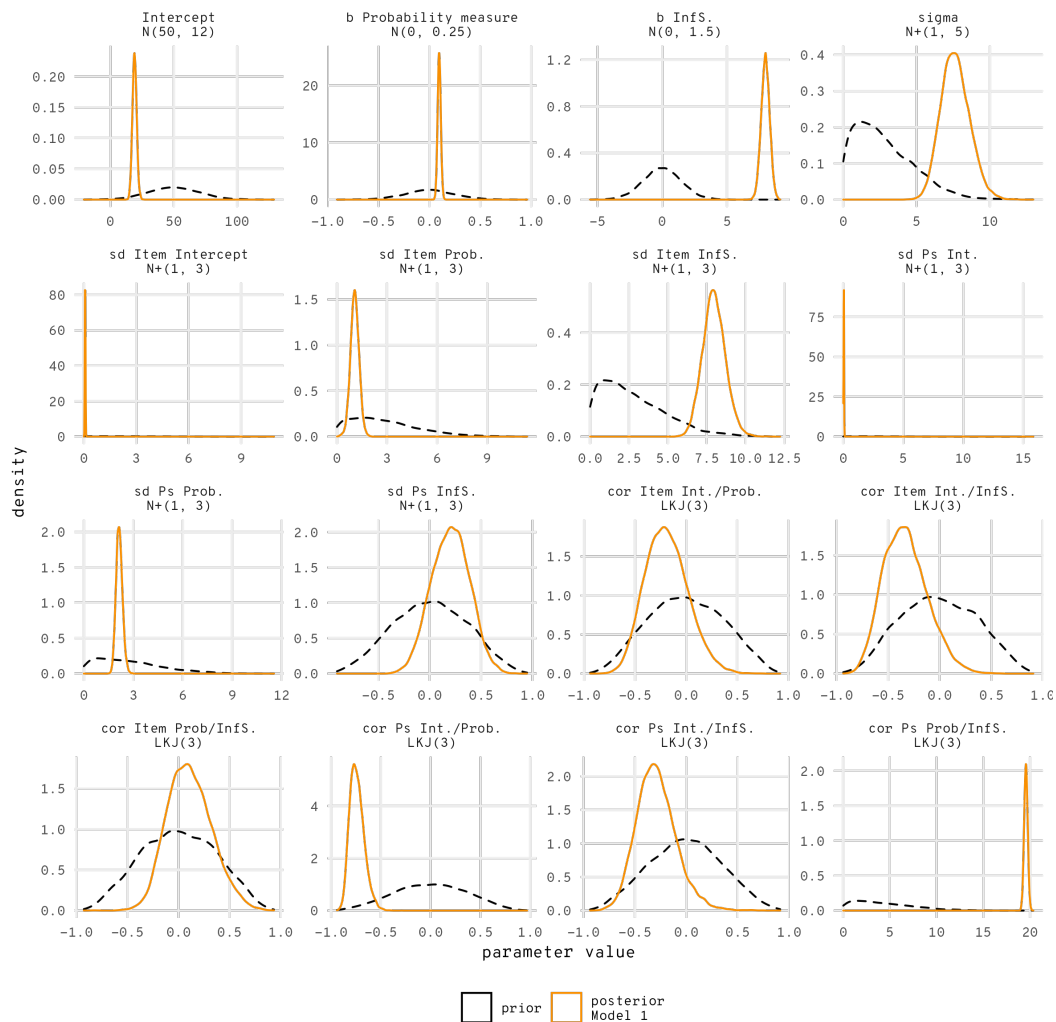 Intercept
N(50, 12)
b Probability measure
N(0, 0.25)
b InfS.
N(0, 1.5)
sigma
N+(1, 5)
0.20
0.15
0.10
0.05
0.00
0 50 100
20
10
0
-1.0 -0.5 0.0 0.5 1.0
1.2
0.8
0.4
0.0
-5 0 5
0.4
0.3
0.2
0.1
0.0
0 5 10
sd Item Intercept
N+(1, 3)
sd Item Prob.
N+(1, 3)
sd Item InfS.
N+(1, 3)
sd Ps Int.
N+(1, 3)
80
60
40
20
0
0 3 6 9
1.5
1.0
0.5
0.0
0 3 6 9
0.4
0.2
0.0
0.0 2.5 5.0 7.5 10.0 12.5
75
50
25
0
0 5 10 15
density
sd Ps Prob.
N+(1, 3)
sd Ps InfS.
N+(1, 3)
cor Item Int./Prob.
LKJ(3)
cor Item Int./InfS.
LKJ(3)
2.0
1.5
1.0
0.5
0.0
0 3 6 9 12
2.0
1.5
1.0
0.5
0.0
-0.5 0.0 0.5 1.0
1.5
1.0
0.5
0.0
-1.0 -0.5 0.0 0.5 1.0
1.5
1.0
0.5
0.0
-1.0 -0.5 0.0 0.5 1.0
cor Item Prob/InfS.
LKJ(3)
cor Ps Int./Prob.
LKJ(3)
cor Ps Int./InfS.
LKJ(3)
cor Ps Prob/InfS.
LKJ(3)
1.5
1.0
0.5
0.0
-1.0 -0.5 0.0 0.5 1.0
4
2
0
-1.0 -0.5 0.0 0.5 1.0
2.0
1.5
1.0
0.5
0.0
-1.0 -0.5 0.0 0.5 1.0
2.0
1.5
1.0
0.5
0.0
0 5 10 15 20
parameter value
prior
posterior
Model 1